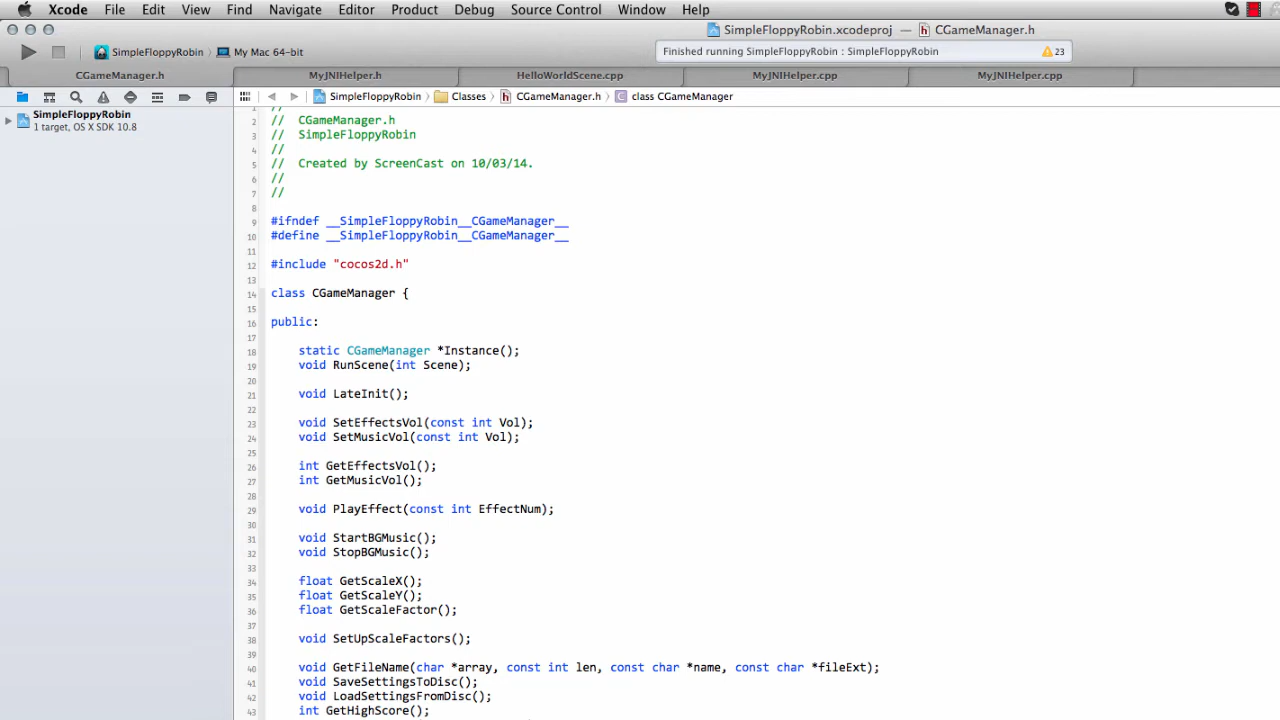 Xcode File Edit View Find Navigate Editor Product Debug Source Control Window Help
SimpleFloppyRobin.xcodeproj — CGameManager.h
SimpleFloppyRobin My Mac 64-bit
Finished running SimpleFloppyRobin : SimpleFloppyRobin 23
CGameManager.h MyJNIHelper.h HelloWorldScene.cpp MyJNIHelper.cpp MyJNIHelper.cpp
SimpleFloppyRobin Classes CGameManager.h class CGameManager
SimpleFloppyRobin
1 target, OS X SDK 10.8
1 //
2 // CGameManager.h
3 // SimpleFloppyRobin
4 //
5 // Created by ScreenCast on 10/03/14.
6 //
7 //
8
9 #ifndef __SimpleFloppyRobin__CGameManager__
10 #define __SimpleFloppyRobin__CGameManager__
11
12 #include "cocos2d.h"
13
14 class CGameManager {
15
16 public:
17
18 static CGameManager *Instance();
19 void RunScene(int Scene);
20
21 void LateInit();
22
23 void SetEffectsVol(const int Vol);
24 void SetMusicVol(const int Vol);
25
26 int GetEffectsVol();
27 int GetMusicVol();
28
29 void PlayEffect(const int EffectNum);
30
31 void StartBGMusic();
32 void StopBGMusic();
33
34 float GetScaleX();
35 float GetScaleY();
36 float GetScaleFactor();
37
38 void SetUpScaleFactors();
39
40 void GetFileName(char *array, const int len, const char *name, const char *fileExt);
41 void SaveSettingsToDisc();
42 void LoadSettingsFromDisc();
43 int GetHighScore();